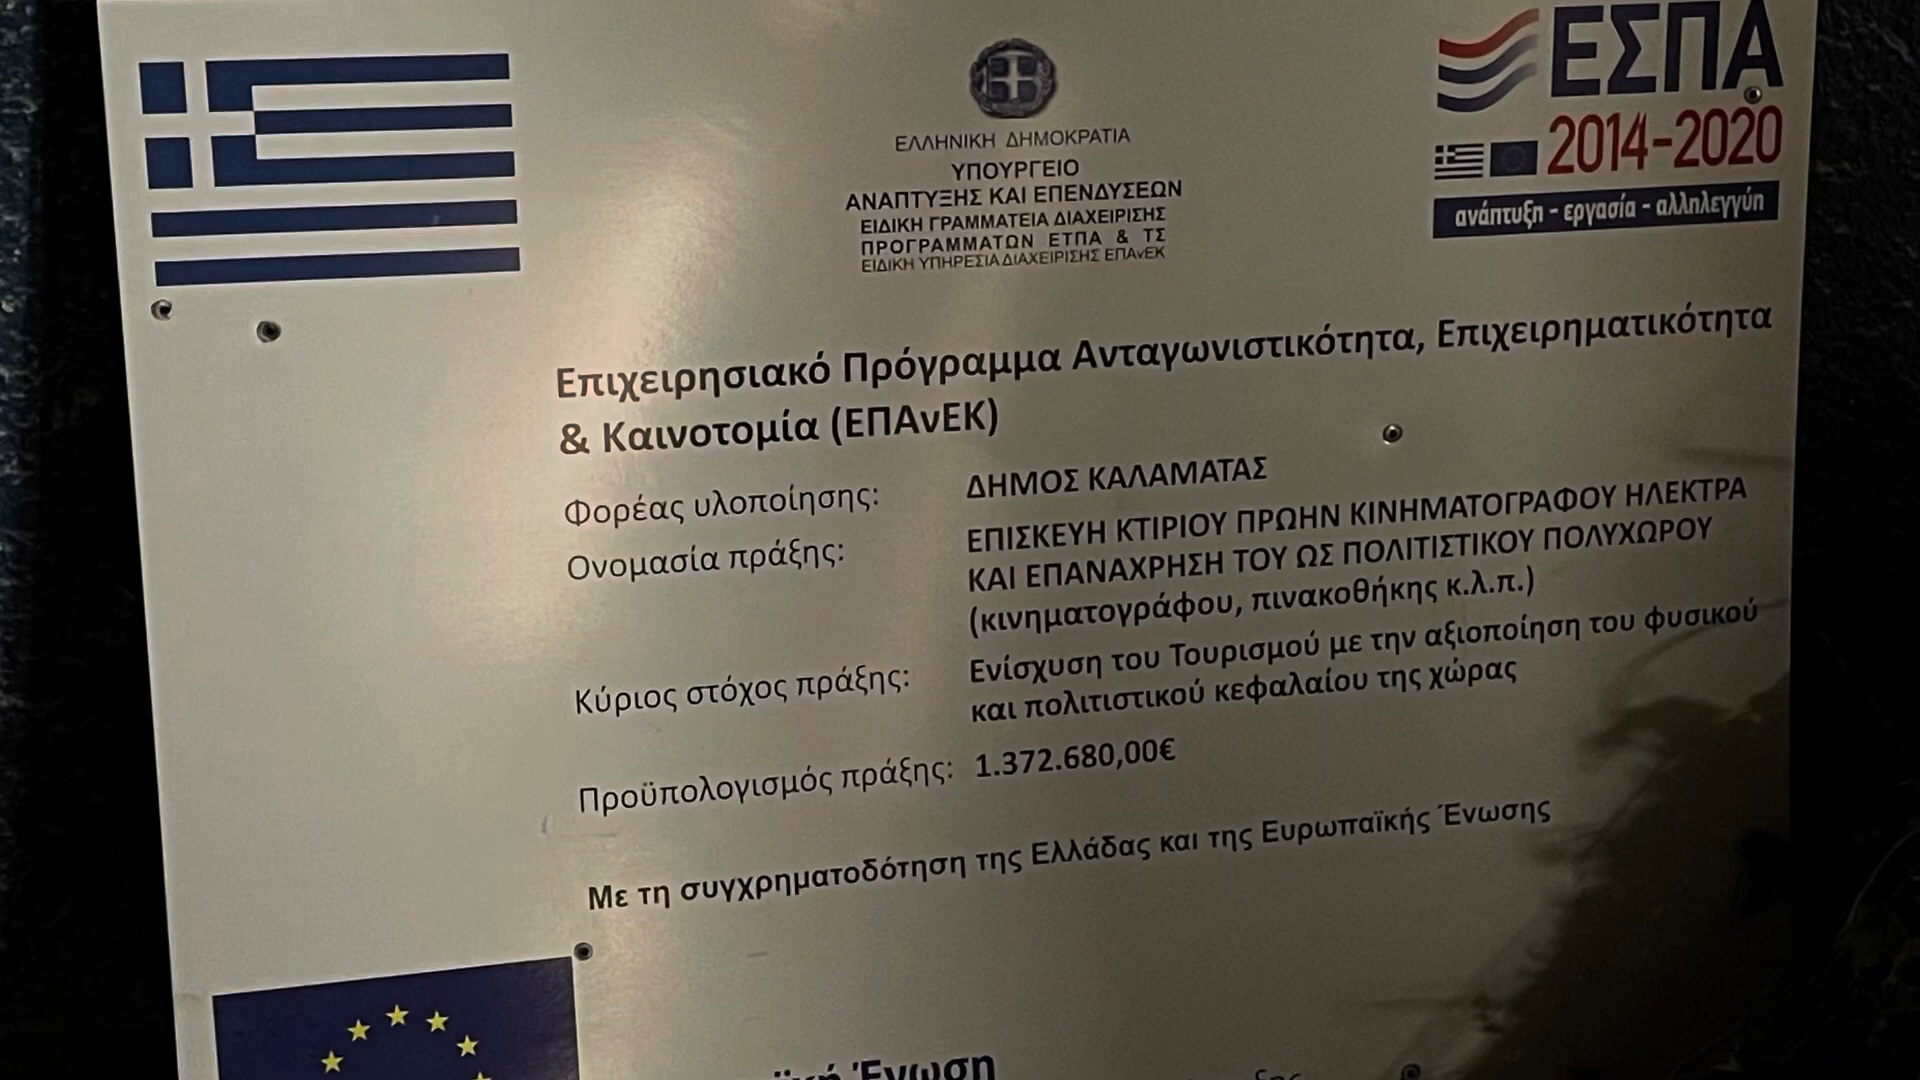 ΕΛΛΗΝΙΚΗ ΔΗΜΟΚΡΑΤΙΑ
ΥΠΟΥΡΓΕΙΟ
ΑΝΑΠΤΥΞΗΣ ΚΑΙ ΕΠΕΝΔΥΣΕΩΝ
ΕΙΔΙΚΗ ΓΡΑΜΜΑΤΕΙΑ ΔΙΑΧΕΙΡΙΣΗΣ
ΠΡΟΓΡΑΜΜΑΤΩΝ ΕΤΠΑ & ΤΣ
ΕΙΔΙΚΗ ΥΠΗΡΕΣΙΑ ΔΙΑΧΕΙΡΙΣΗΣ ΕΠΑνΕΚ
ΕΣΠΑ
2014-2020
ανάπτυξη - εργασία - αλληλεγγύη
Επιχειρησιακό Πρόγραμμα Ανταγωνιστικότητα, Επιχειρηματικότητα
& Καινοτομία (ΕΠΑνΕΚ)
Φορέας υλοποίησης: ΔΗΜΟΣ ΚΑΛΑΜΑΤΑΣ
Ονομασία πράξης: ΕΠΙΣΚΕΥΗ ΚΤΙΡΙΟΥ ΠΡΩΗΝ ΚΙΝΗΜΑΤΟΓΡΑΦΟΥ ΗΛΕΚΤΡΑ
ΚΑΙ ΕΠΑΝΑΧΡΗΣΗ ΤΟΥ ΩΣ ΠΟΛΙΤΙΣΤΙΚΟΥ ΠΟΛΥΧΩΡΟΥ
(κινηματογράφου, πινακοθήκης κ.λ.π.)
Κύριος στόχος πράξης: Ενίσχυση του Τουρισμού με την αξιοποίηση του φυσικού
και πολιτιστικού κεφαλαίου της χώρας
Προϋπολογισμός πράξης: 1.372.680,00€
Με τη συγχρηματοδότηση της Ελλάδας και της Ευρωπαϊκής Ένωσης
Ένωση